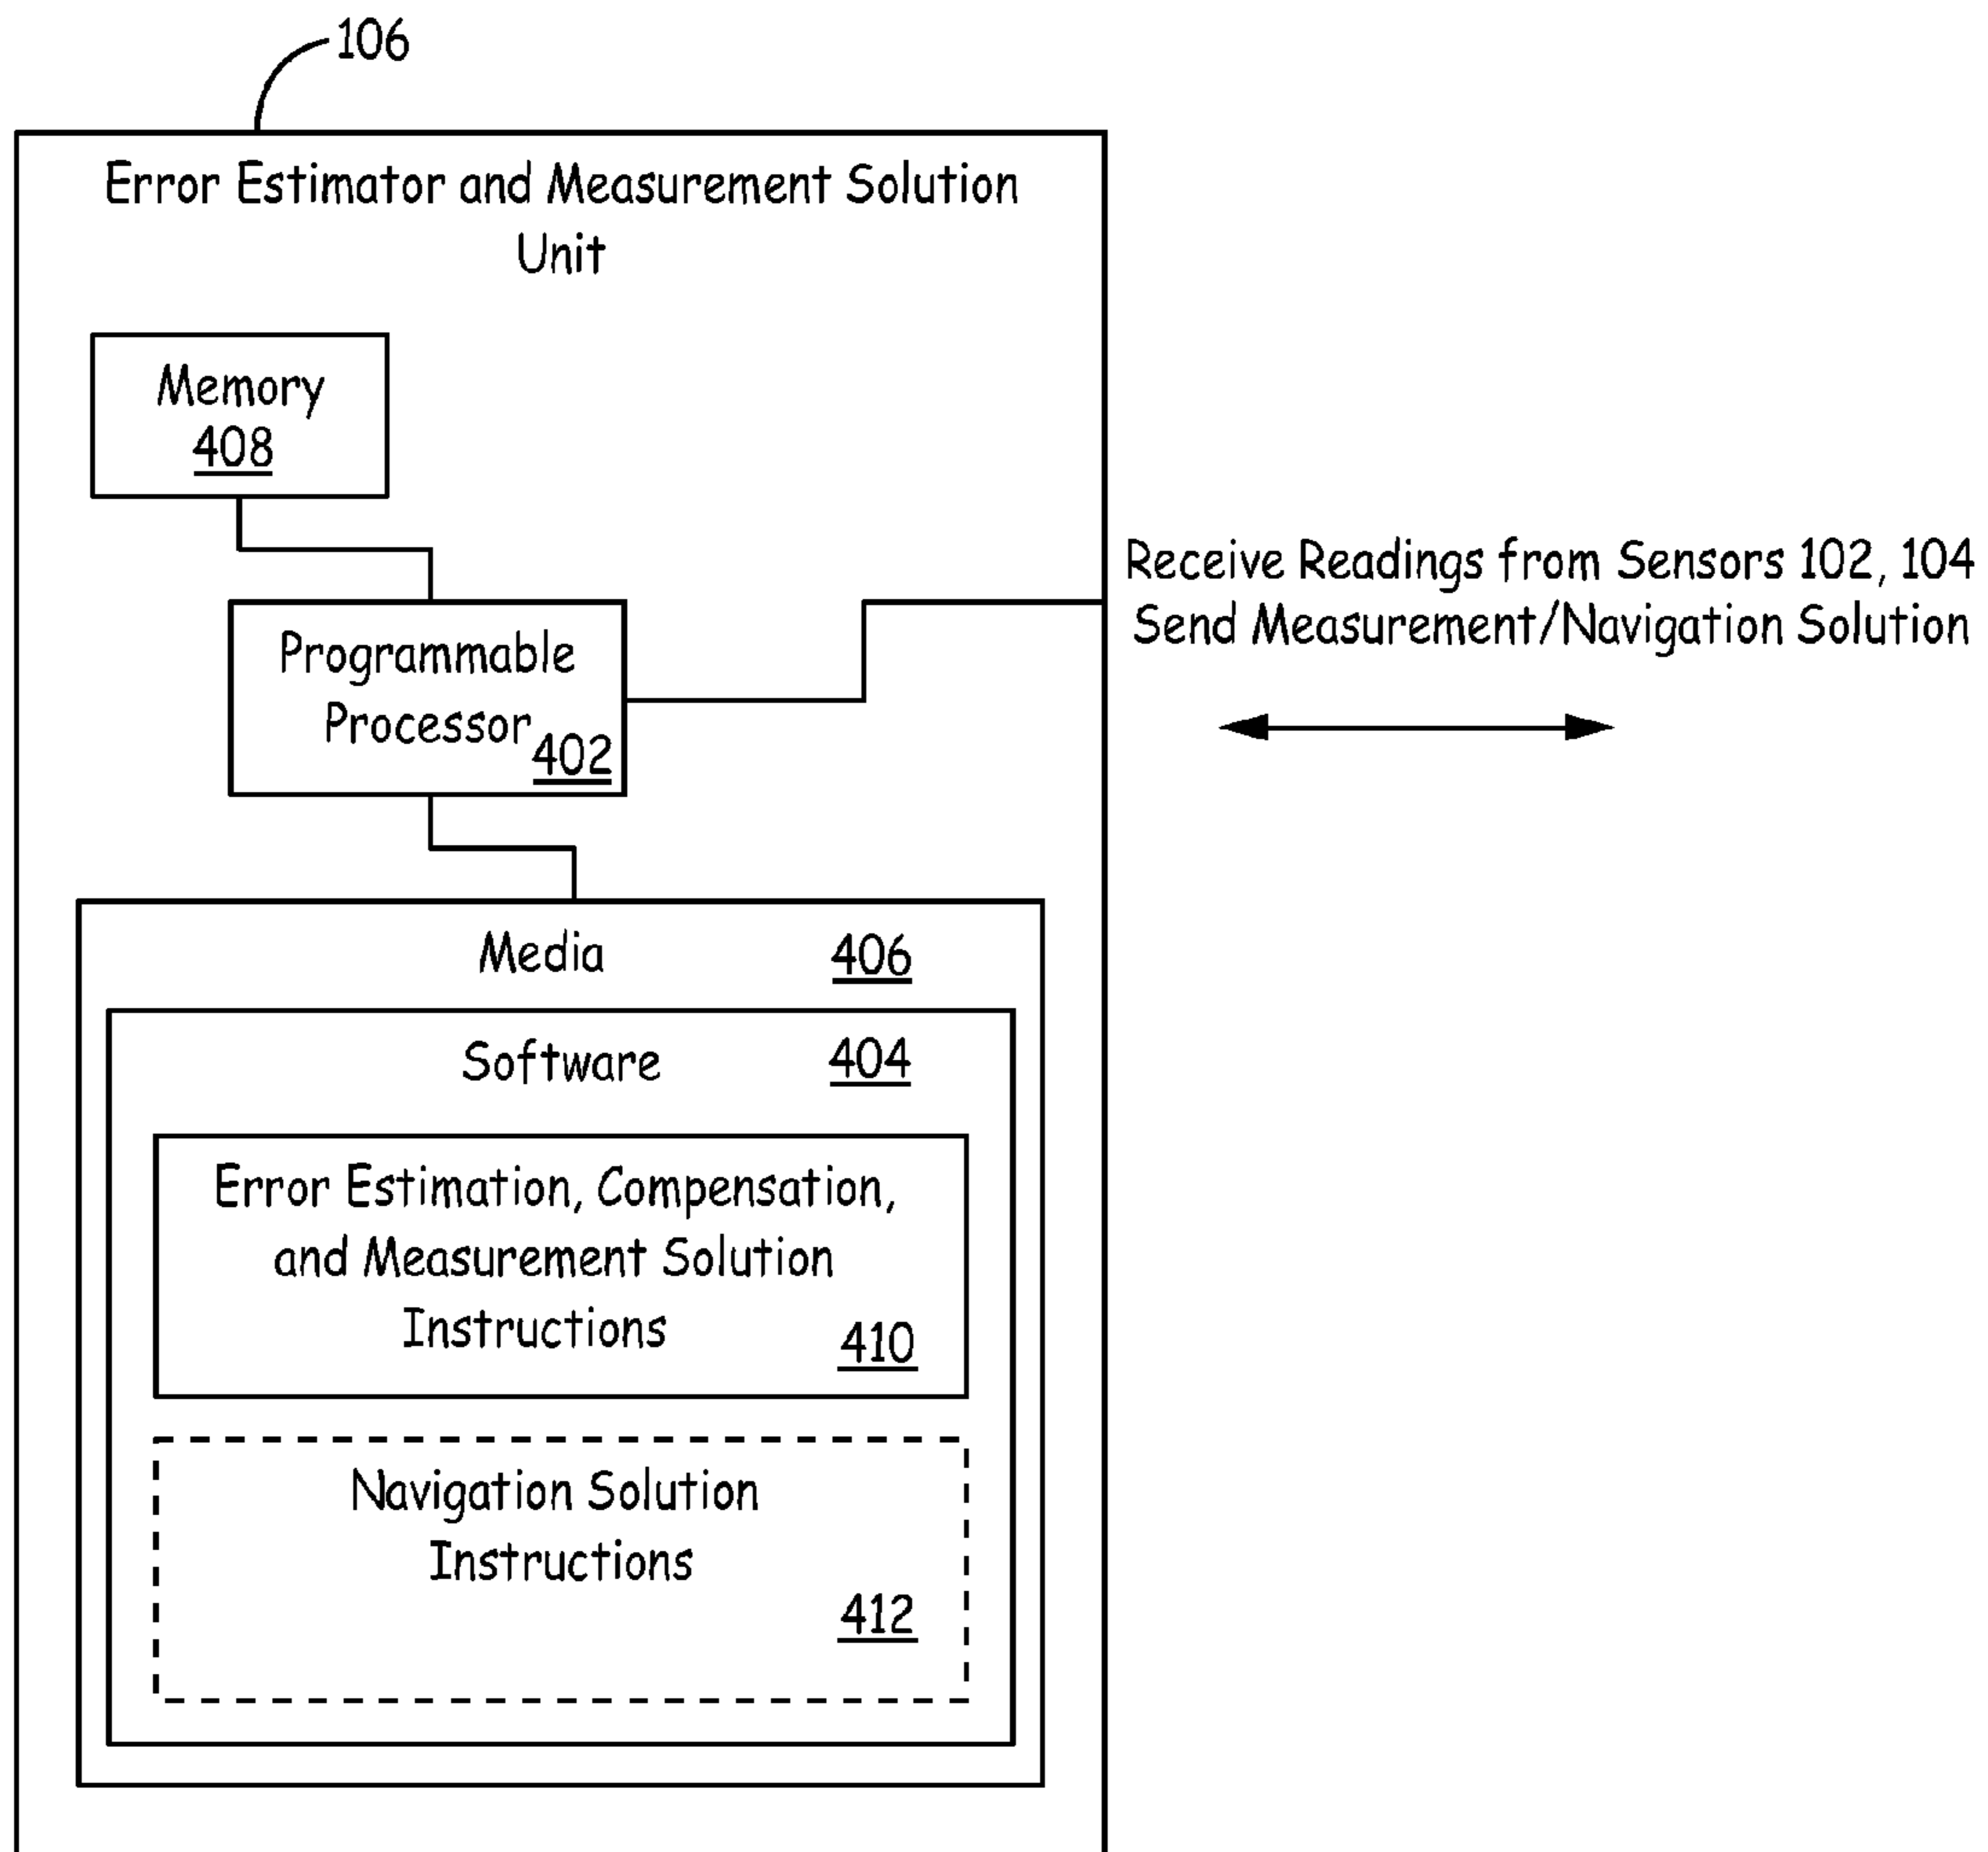 106
Error Estimator and Measurement Solution
Unit
Memory
408
Receive Readings from Sensors 102, 104
Send Measurement/Navigation Solution
Programmable
Processor
402
Media 406
Software 404
Error Estimation, Compensation,
and Measurement Solution
Instructions
410
Navigation Solution
Instructions
412